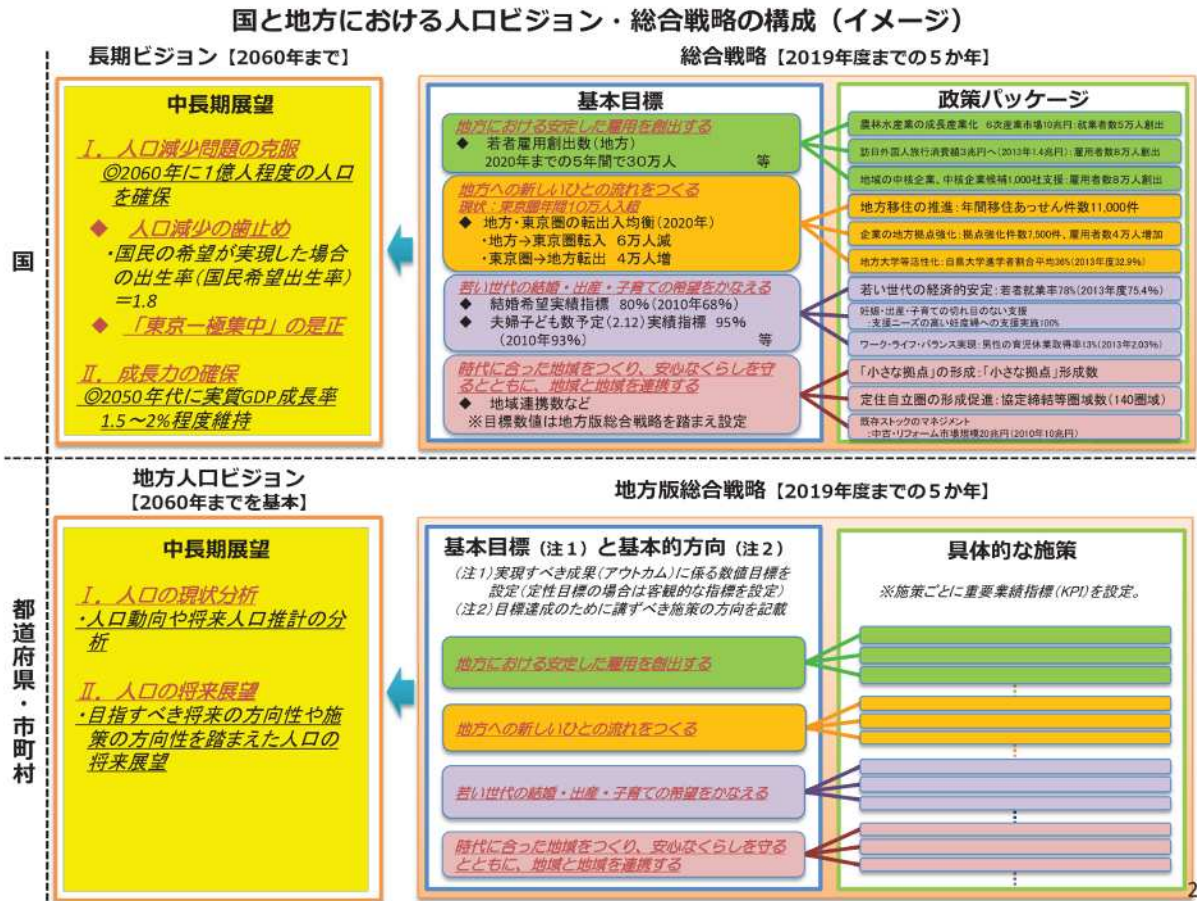 国と地方における人口ビジョン・総合戦略の構成（イメージ）
長期ビジョン【2060年まで】
総合戦略【2019年度までの５か年】
国
中長期展望
Ⅰ．人口減少問題の克服
◎2060年に1億人程度の人口
を確保
◆ 人口減少の歯止め
・国民の希望が実現した場合
の出生率（国民希望出生率）
＝1.8
◆ 「東京一極集中」の是正
Ⅱ．成長力の確保
◎2050年代に実質GDP成長率
1.5～2%程度維持
基本目標
地方における安定した雇用を創出する
◆ 若者雇用創出数（地方）
2020年までの５年間で３０万人 等
地方への新しいひとの流れをつくる
現状：東京圏年間10万人入超
◆ 地方・東京圏の転出入均衡（2020年）
・地方→東京圏転入 ６万人減
・東京圏→地方転出 ４万人増
若い世代の結婚・出産・子育ての希望をかなえる
◆ 結婚希望実績指標 80%（2010年68%）
◆ 夫婦子ども数予定（2.12）実績指標 95%
（2010年93%） 等
時代に合った地域をつくり、安心なくらしを守
るとともに、地域と地域を連携する
◆ 地域連携数など
※目標数値は地方版総合戦略を踏まえ設定
政策パッケージ
農林水産業の成長産業化 ６次産業市場10兆円：就業者数５万人創出
訪日外国人旅行消費額３兆円へ（2013年1.4兆円）：雇用者数８万人創出
地域の中核企業、中核企業候補1,000社支援：雇用者数８万人創出
地方移住の推進：年間移住あっせん件数11,000件
企業の地方拠点強化：拠点強化件数7,500件、雇用者数４万人増加
地方大学等活性化：自県大学進学者割合平均36%（2013年度32.9%）
若い世代の経済的安定：若者就業率78%（2013年度75.4%）
妊娠・出産・子育ての切れ目のない支援
：支援ニーズの高い妊産婦への支援実施100%
ワーク・ライフ・バランス実現：男性の育児休業取得率13%（2013年2.03%）
「小さな拠点」の形成：「小さな拠点」形成数
定住自立圏の形成促進：協定締結等圏域数（140圏域）
既存ストックのマネジメント
：中古・リフォーム市場規模20兆円（2010年10兆円）
都道府県・市町村
地方人口ビジョン
【2060年までを基本】
地方版総合戦略【2019年度までの５か年】
中長期展望
Ⅰ．人口の現状分析
・人口動向や将来人口推計の分
析
Ⅱ．人口の将来展望
・目指すべき将来の方向性や施
策の方向性を踏まえた人口の
将来展望
基本目標（注１）と基本的方向（注２）
（注１）実現すべき成果（アウトカム）に係る数値目標を
設定（定性目標の場合は客観的な指標を設定）
（注２）目標達成のために講ずべき施策の方向を記載
地方における安定した雇用を創出する
地方への新しいひとの流れをつくる
若い世代の結婚・出産・子育ての希望をかなえる
時代に合った地域をつくり、安心なくらしを守る
とともに、地域と地域を連携する
具体的な施策
※施策ごとに重要業績指標（KPI）を設定。
2